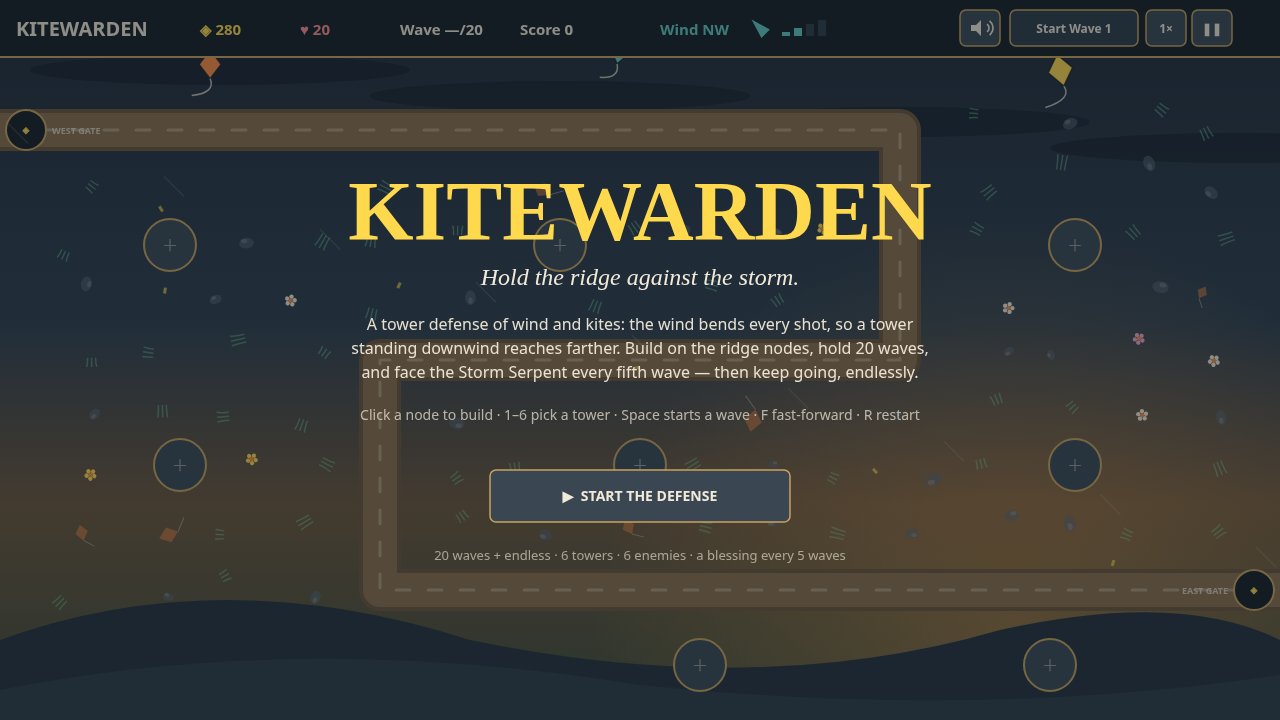 KITEWARDEN
◈ 280
♥ 20
Wave —/20
Score 0
Wind NW
Start Wave 1
1×
WEST GATE
KITEWARDEN
Hold the ridge against the storm.
A tower defense of wind and kites: the wind bends every shot, so a tower
standing downwind reaches farther. Build on the ridge nodes, hold 20 waves,
and face the Storm Serpent every fifth wave — then keep going, endlessly.
Click a node to build · 1–6 pick a tower · Space starts a wave · F fast-forward · R restart
▶ START THE DEFENSE
20 waves + endless · 6 towers · 6 enemies · a blessing every 5 waves
EAST GATE